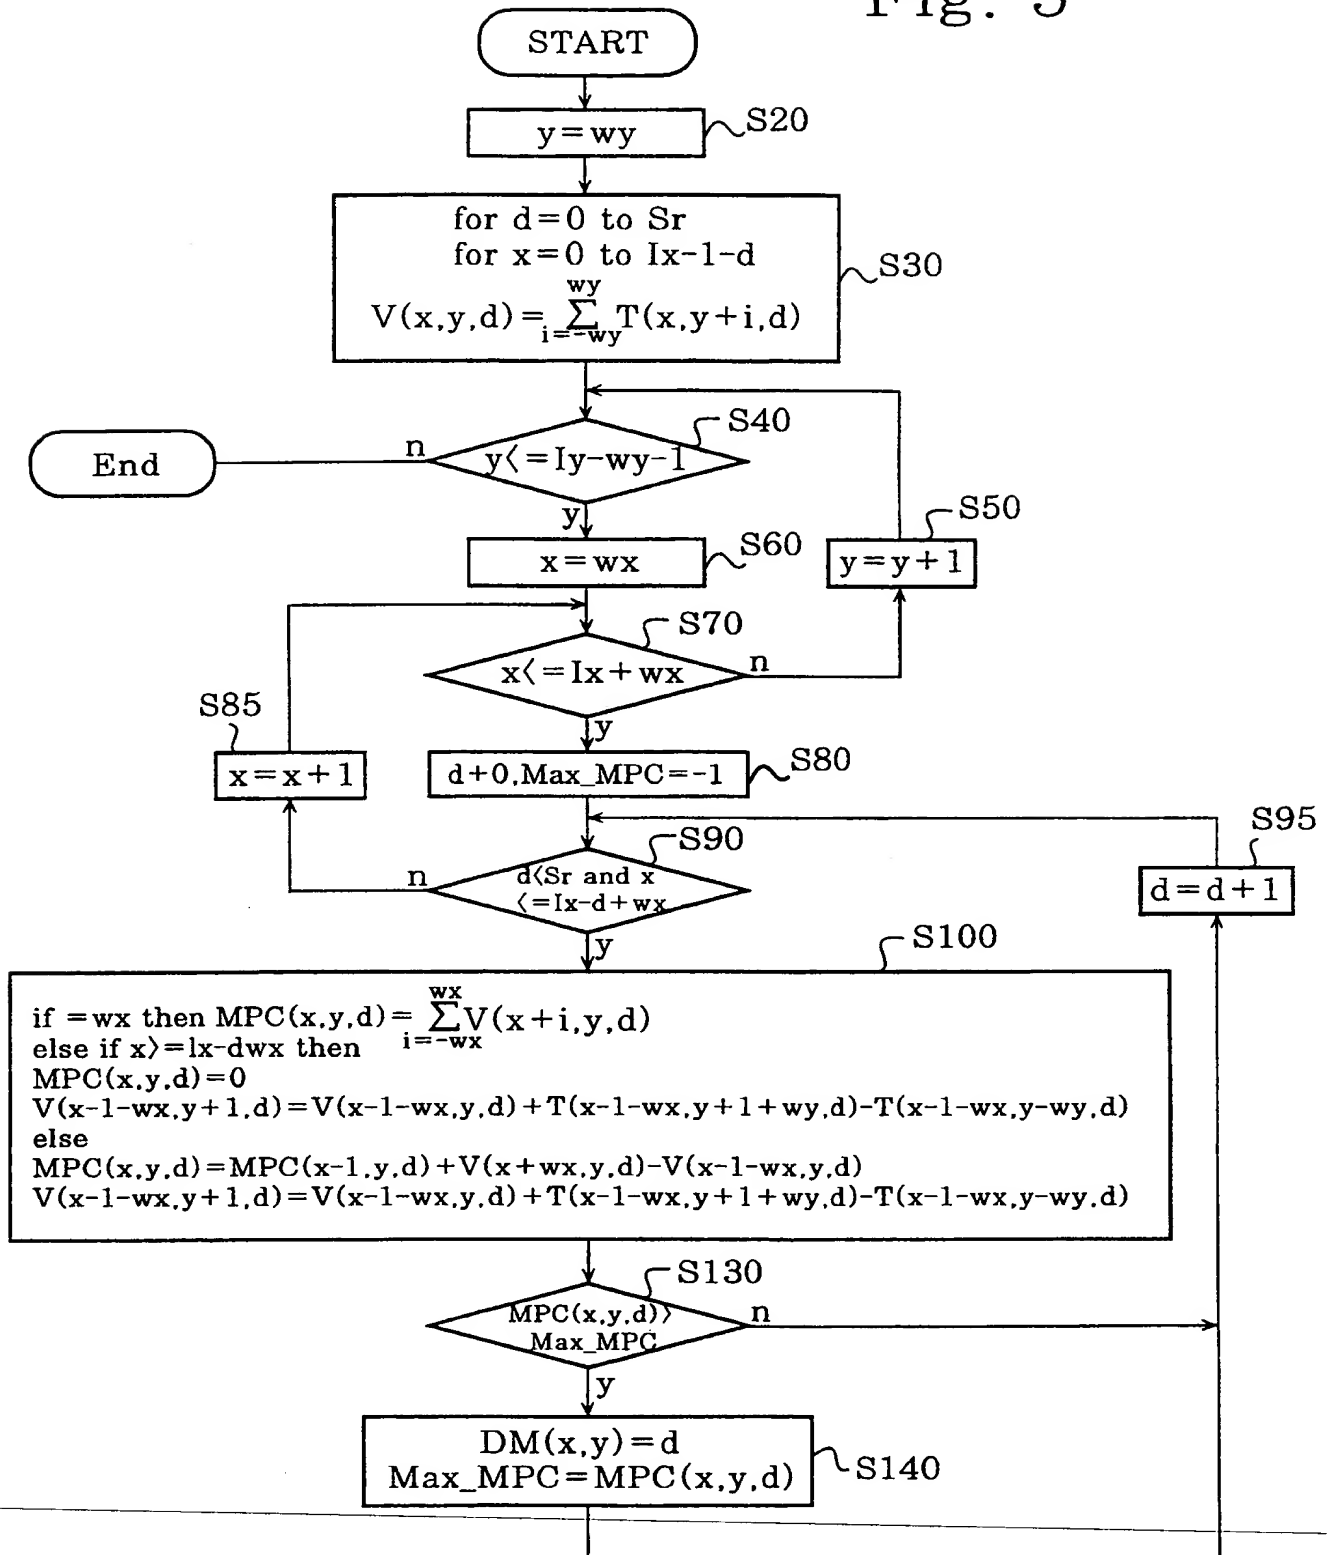 Fig. 5
START
y=wy
S20
for d=0 to Sr
for x=0 to Ix-1-d
V(x,y,d)=∑T(x,y+i,d)
wy
i=-wy
S30
S40
y<=Iy-wy-1
n
End
y
S50
y=y+1
x=wx
S60
S70
x<=Ix+wx
n
y
S85
x=x+1
d+0,Max_MPC=-1
S80
S90
d<Sr and x
<=Ix-d+wx
n
y
S95
d=d+1
S100
if =wx then MPC(x,y,d)=∑V(x+i,y,d)
wx
i=-wx
else if x>=lx-dwx then
MPC(x,y,d)=0
V(x-1-wx,y+1,d)=V(x-1-wx,y,d)+T(x-1-wx,y+1+wy,d)-T(x-1-wx,y-wy,d)
else
MPC(x,y,d)=MPC(x-1,y,d)+V(x+wx,y,d)-V(x-1-wx,y,d)
V(x-1-wx,y+1,d)=V(x-1-wx,y,d)+T(x-1-wx,y+1+wy,d)-T(x-1-wx,y-wy,d)
S130
MPC(x,y,d)>
Max_MPC
n
y
DM(x,y)=d
Max_MPC=MPC(x,y,d)
S140